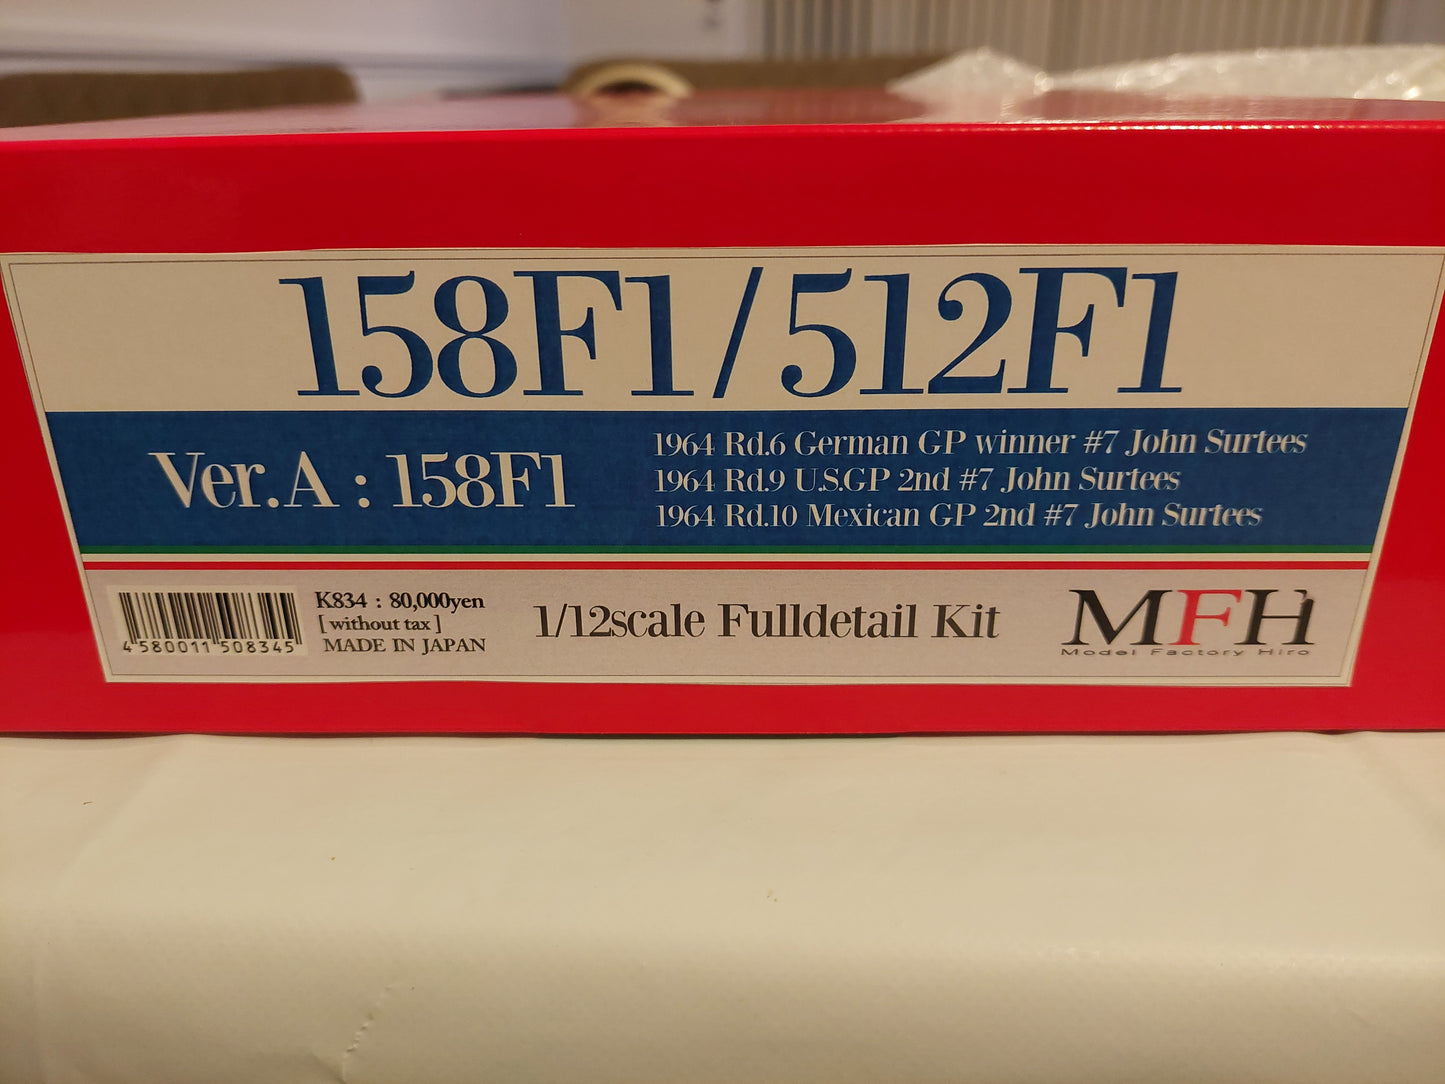 158F1/512F1
Ver.A : 158F1
1964 Rd.6 German GP winner #7 John Surtees
1964 Rd.9 U.S.GP 2nd #7 John Surtees
1964 Rd.10 Mexican GP 2nd #7 John Surtees
4 580011 508345
K834 : 80,000yen
[ without tax ]
MADE IN JAPAN
1/12scale Fulldetail Kit
MFH
Model Factory Hiro